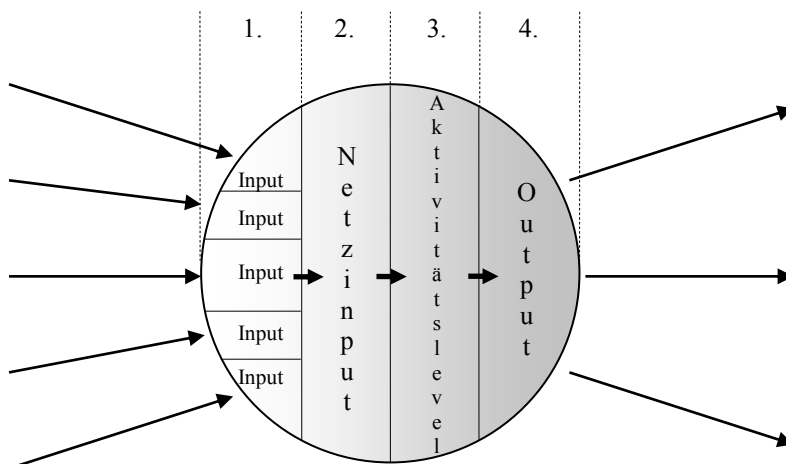 1. 2. 3. 4.
Input
Input
Input
Input
Input
Netzinput
Aktivitätslevel
Output